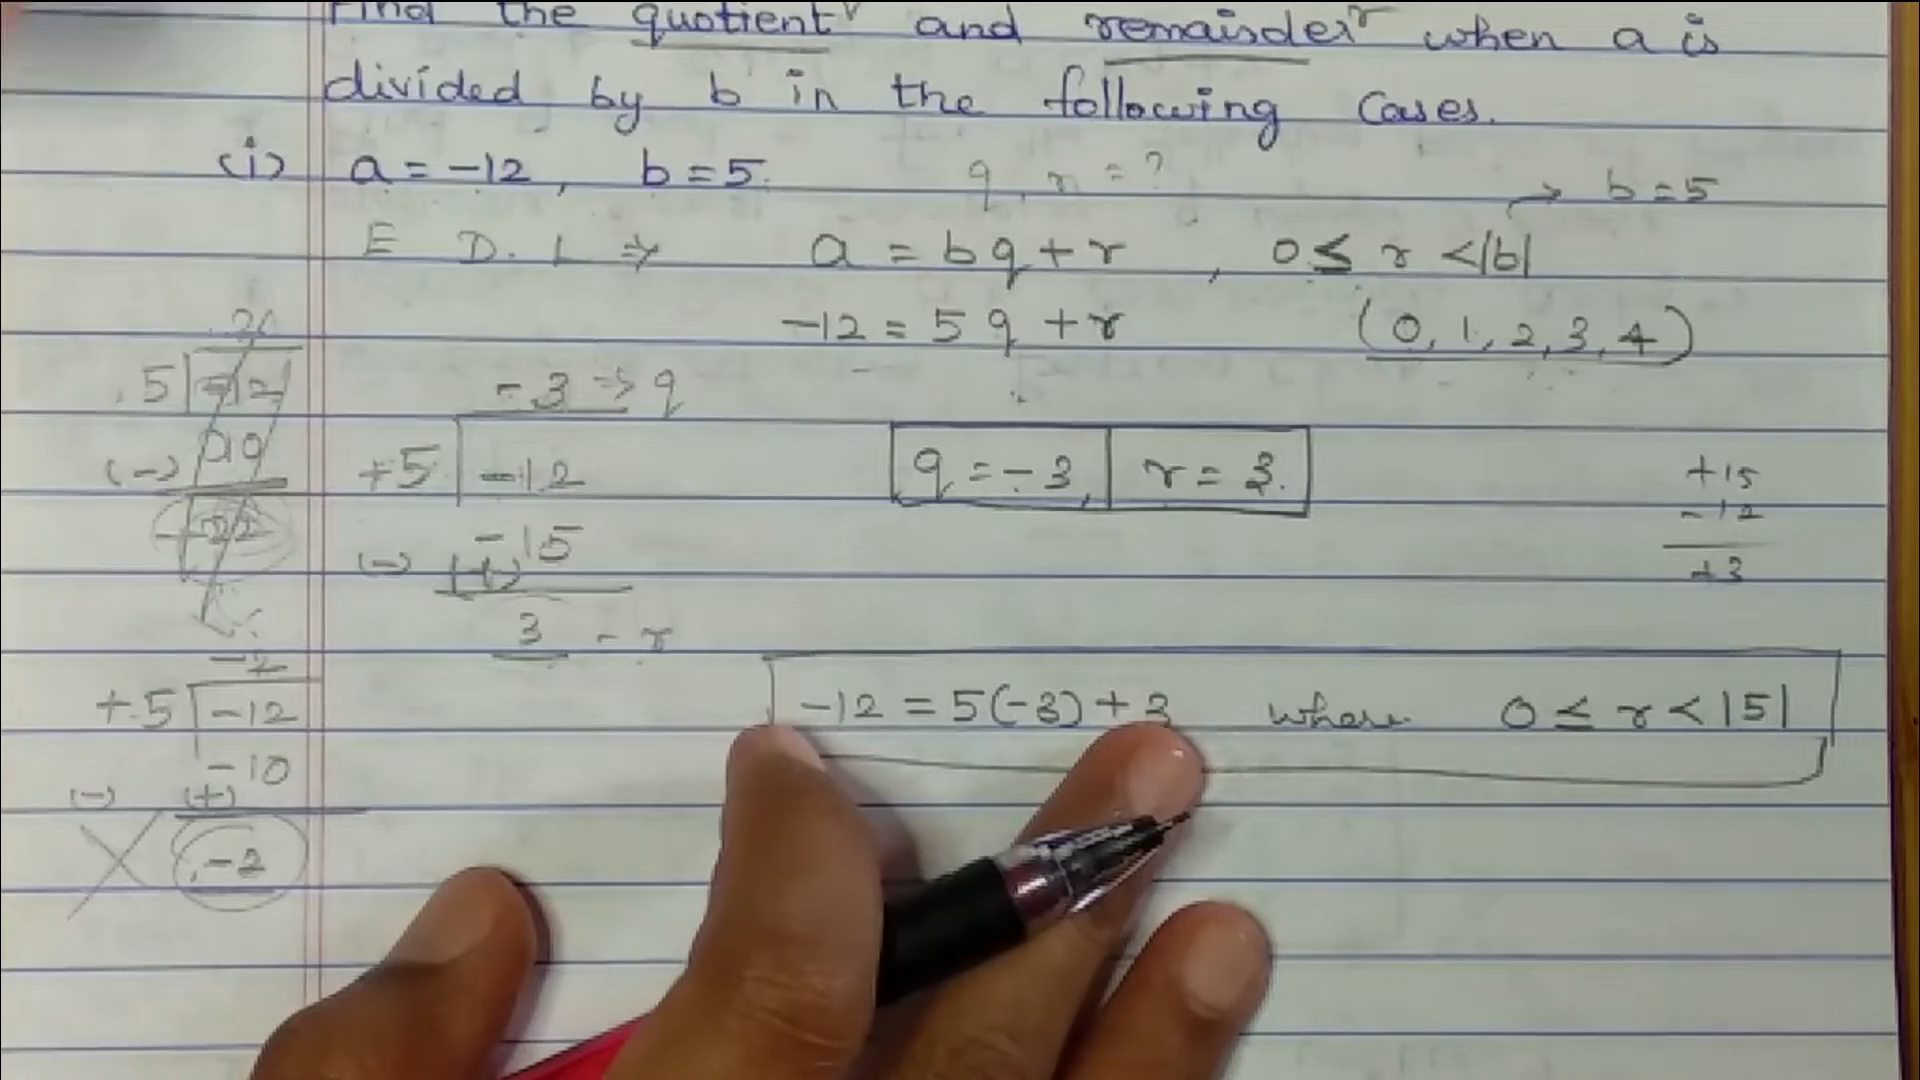 Find the quotient and remainder when a is
divided by b in the following cases.
(i) a = -12, b = 5. q, r = ? → b = 5
E D. L ⇒ a = bq + r , 0 ≤ r < |b|
-12 = 5q + r (0, 1, 2, 3, 4)
-3 → q
+5 -12
-15
(-) (+)
3 - r
q = -3, r = 3.
+15
-12
+3
-2
+5 -12
-10
(-) (+)
-2
-12 = 5(-3) + 3 where 0 ≤ r < |5|